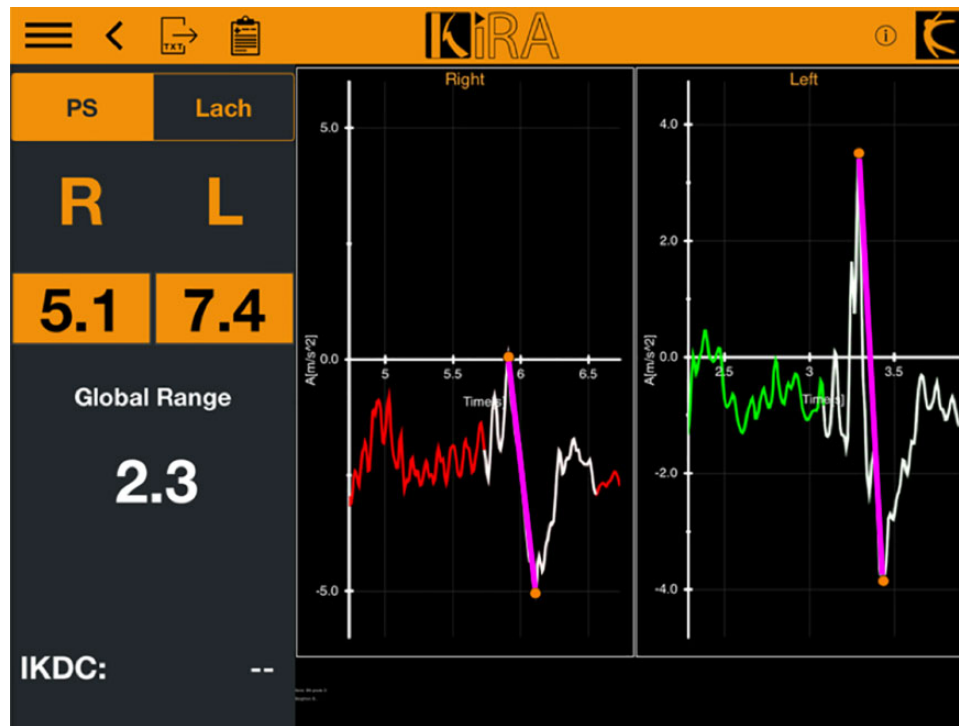 TXT
KiRA
i
PS Lach
R L
5.1 7.4
Global Range
2.3
IKDC: --
Right
5.0
0.0
5 5.5 6 6.5
A[m/s^2]
Time[s]
-5.0
Left
4.0
2.0
0.0
2.5 3 3.5
A[m/s^2]
Time[s]
-2.0
-4.0